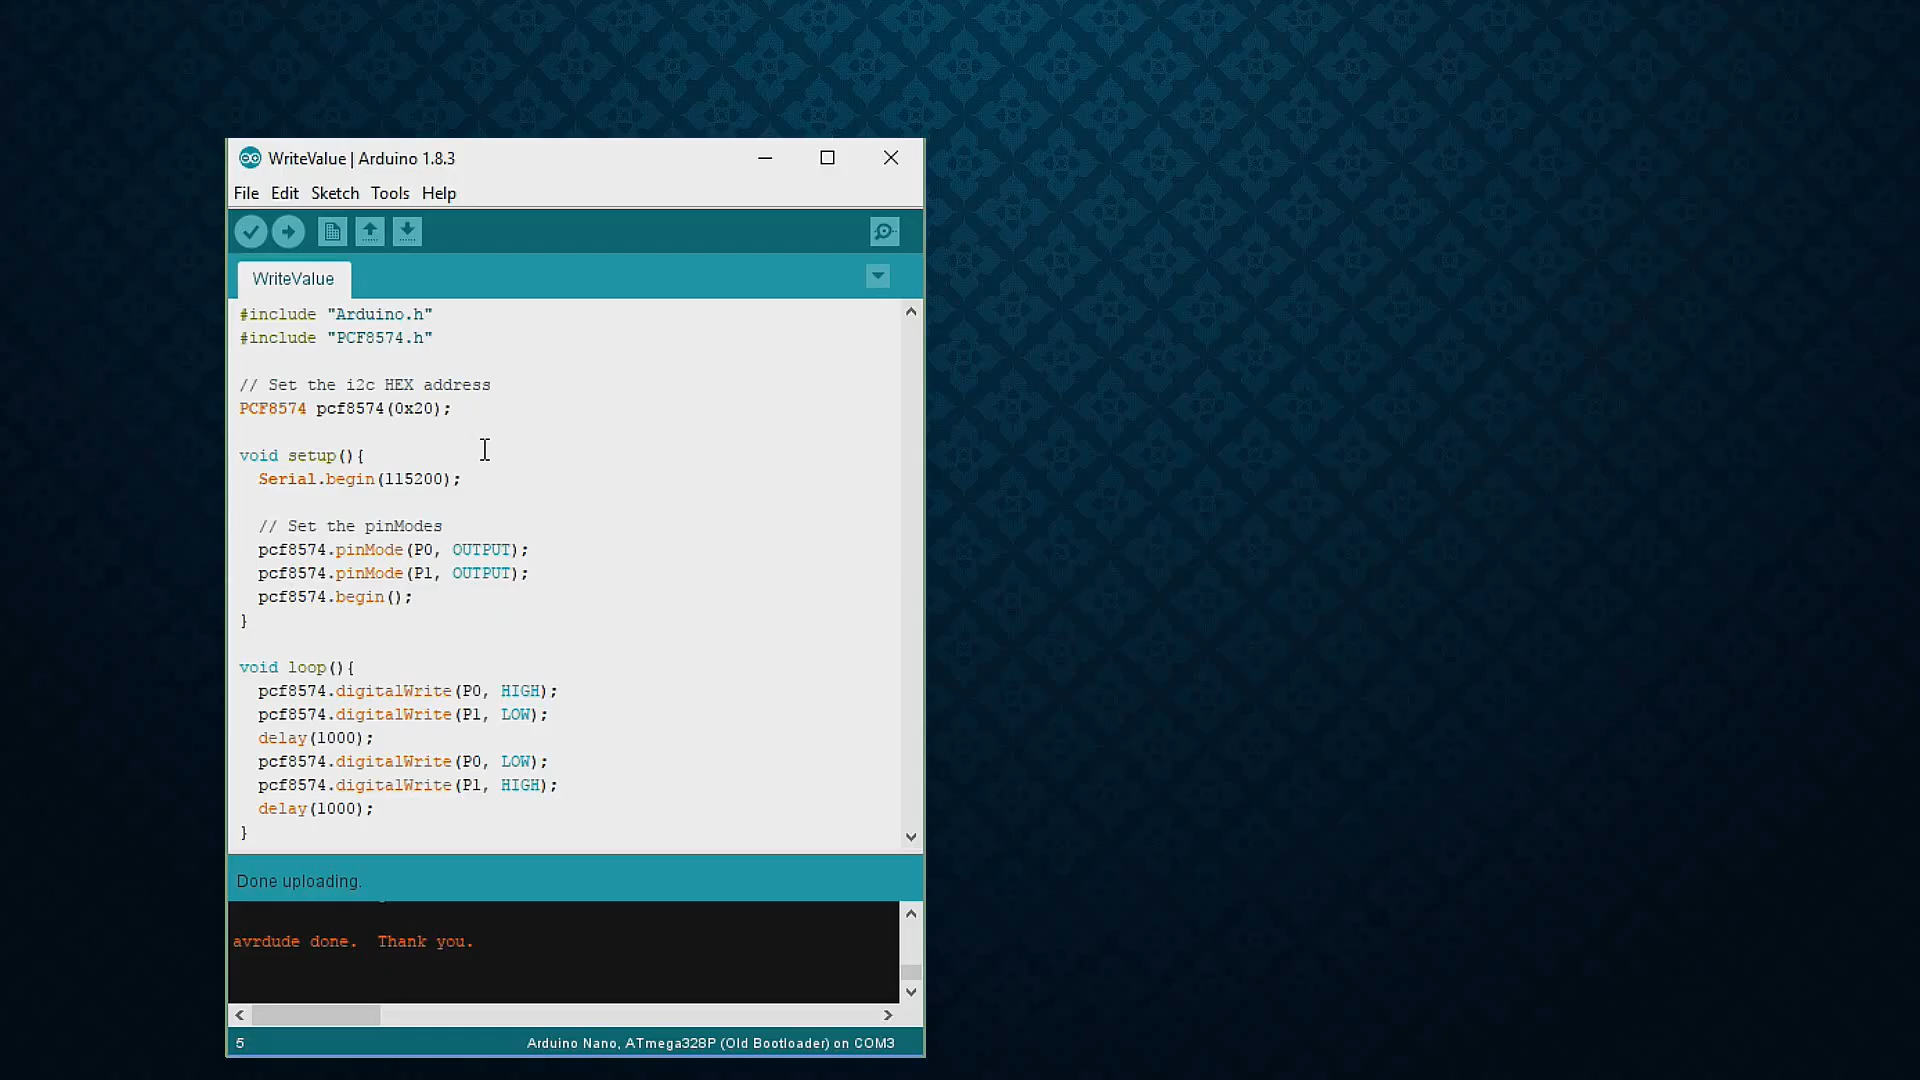 WriteValue | Arduino 1.8.3
File Edit Sketch Tools Help
WriteValue
#include "Arduino.h"
#include "PCF8574.h"
// Set the i2c HEX address
PCF8574 pcf8574(0x20);
void setup(){
Serial.begin(115200);
// Set the pinModes
pcf8574.pinMode(P0, OUTPUT);
pcf8574.pinMode(P1, OUTPUT);
pcf8574.begin();
}
void loop(){
pcf8574.digitalWrite(P0, HIGH);
pcf8574.digitalWrite(P1, LOW);
delay(1000);
pcf8574.digitalWrite(P0, LOW);
pcf8574.digitalWrite(P1, HIGH);
delay(1000);
}
Done uploading.
avrdude done.  Thank you.
5 Arduino Nano, ATmega328P (Old Bootloader) on COM3